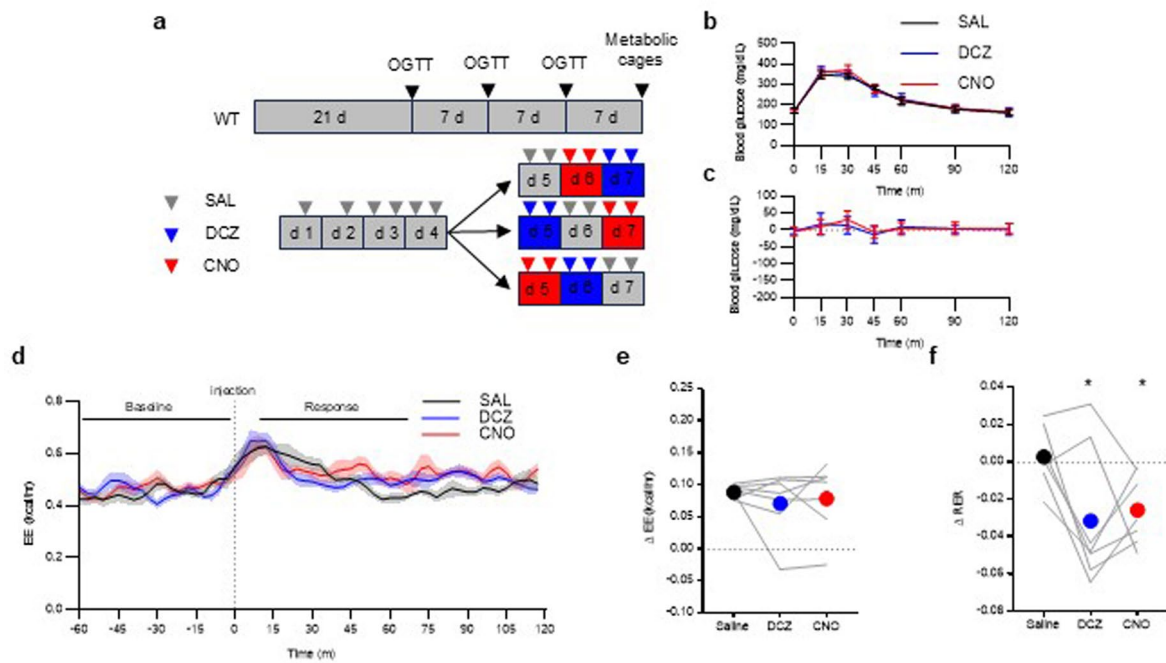 a
OGTT
OGTT
OGTT
Metabolic
cages
WT
21 d
7 d
7 d
7 d
SAL
DCZ
CNO
d 1
d 2
d 3
d 4
d 5
d 6
d 7
d 5
d 6
d 7
d 5
d 6
d 7
b
SAL
DCZ
CNO
Blood glucose (mg/dL)
500
400
300
200
100
0
0
15
30
45
60
90
120
Time (m)
c
Blood glucose (mg/dL)
100
50
0
-50
-100
-150
-200
0
15
30
45
60
90
120
Time (m)
d
Injection
Baseline
Response
SAL
DCZ
CNO
EE (kcal/hr)
0.8
0.6
0.4
0.2
0.0
-60
-45
-30
-15
0
15
30
45
60
75
90
105
120
Time (m)
e
Δ EE(kcal/hr)
0.25
0.20
0.15
0.10
0.05
0.00
-0.05
-0.10
Saline
DCZ
CNO
f
Δ RER
0.04
0.02
0.00
-0.02
-0.04
-0.06
-0.08
*
*
Saline
DCZ
CNO